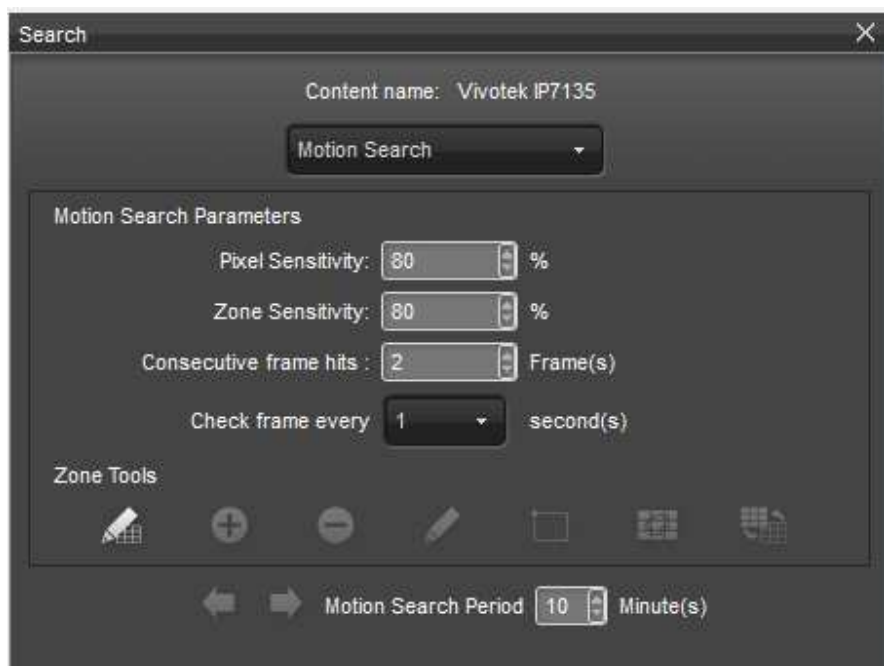 Search
Content name: Vivotek IP7135
Motion Search
Motion Search Parameters
Pixel Sensitivity: 80 %
Zone Sensitivity: 80 %
Consecutive frame hits : 2 Frame(s)
Check frame every 1 second(s)
Zone Tools
Motion Search Period 10 Minute(s)